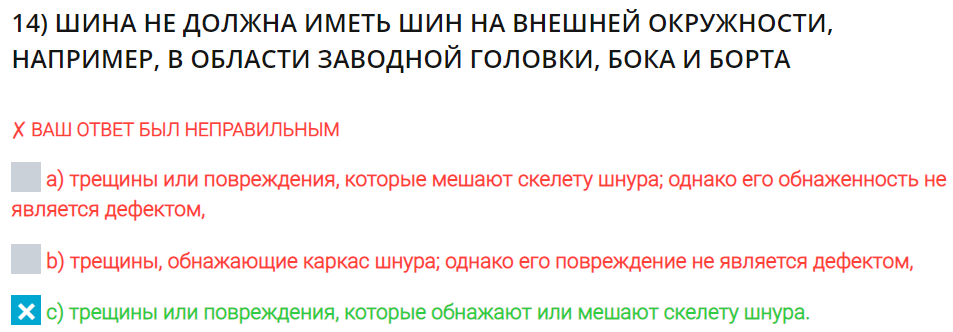 14) ШИНА НЕ ДОЛЖНА ИМЕТЬ ШИН НА ВНЕШНЕЙ ОКРУЖНОСТИ,
НАПРИМЕР, В ОБЛАСТИ ЗАВОДНОЙ ГОЛОВКИ, БОКА И БОРТА
✗ ВАШ ОТВЕТ БЫЛ НЕПРАВИЛЬНЫМ
a) трещины или повреждения, которые мешают скелету шнура; однако его обнаженность не
является дефектом,
b) трещины, обнажающие каркас шнура; однако его повреждение не является дефектом,
c) трещины или повреждения, которые обнажают или мешают скелету шнура.